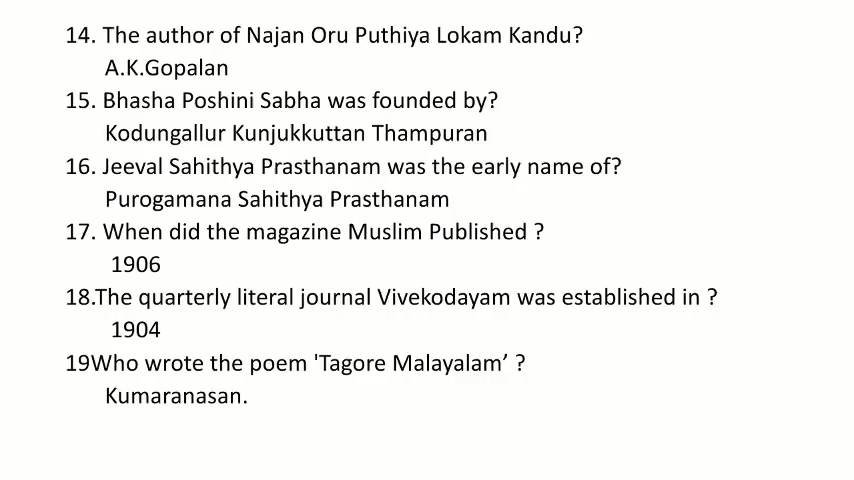 14. The author of Najan Oru Puthiya Lokam Kandu?
A.K.Gopalan
15. Bhasha Poshini Sabha was founded by?
Kodungallur Kunjukkuttan Thampuran
16. Jeeval Sahithya Prasthanam was the early name of?
Purogamana Sahithya Prasthanam
17. When did the magazine Muslim Published ?
1906
18.The quarterly literal journal Vivekodayam was established in ?
1904
19Who wrote the poem 'Tagore Malayalam’ ?
Kumaranasan.